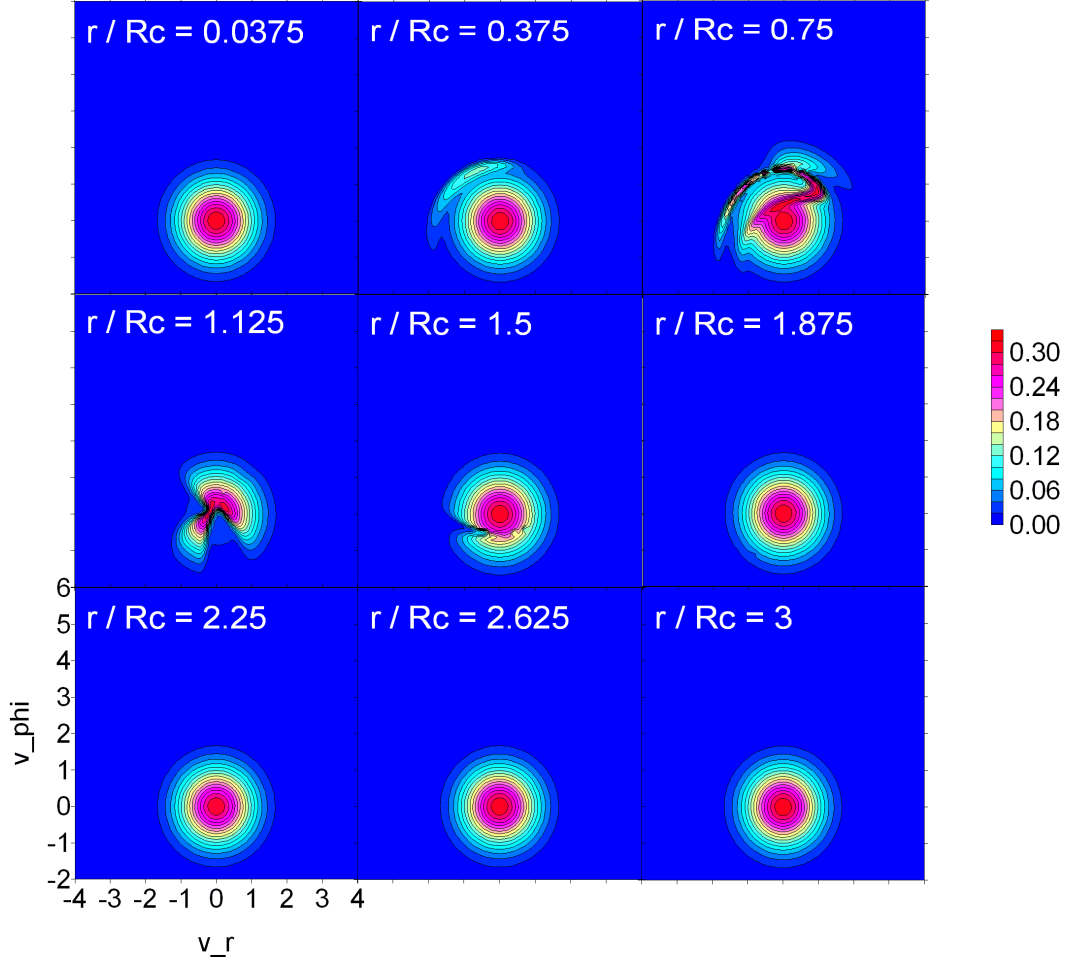 r / Rc = 0.0375
r / Rc = 0.375
r / Rc = 0.75
r / Rc = 1.125
r / Rc = 1.5
r / Rc = 1.875
0.30
0.24
0.18
0.12
0.06
0.00
r / Rc = 2.25
r / Rc = 2.625
r / Rc = 3
6
5
4
3
2
1
0
-1
-2
v_phi
-4 -3 -2 -1 0 1 2 3 4
v_r